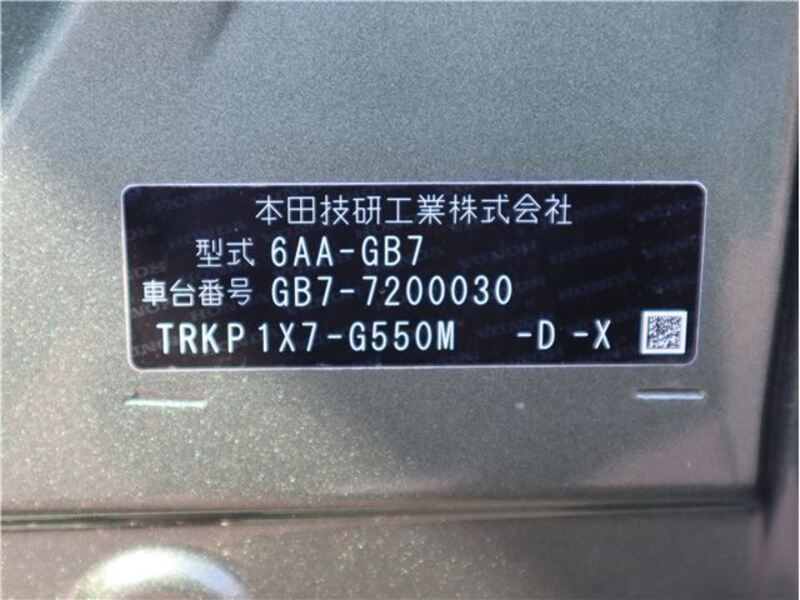 本田技研工業株式会社
型式 6AA-GB7
車台番号 GB7-7200030
TRKP1X7-G550M -D -X